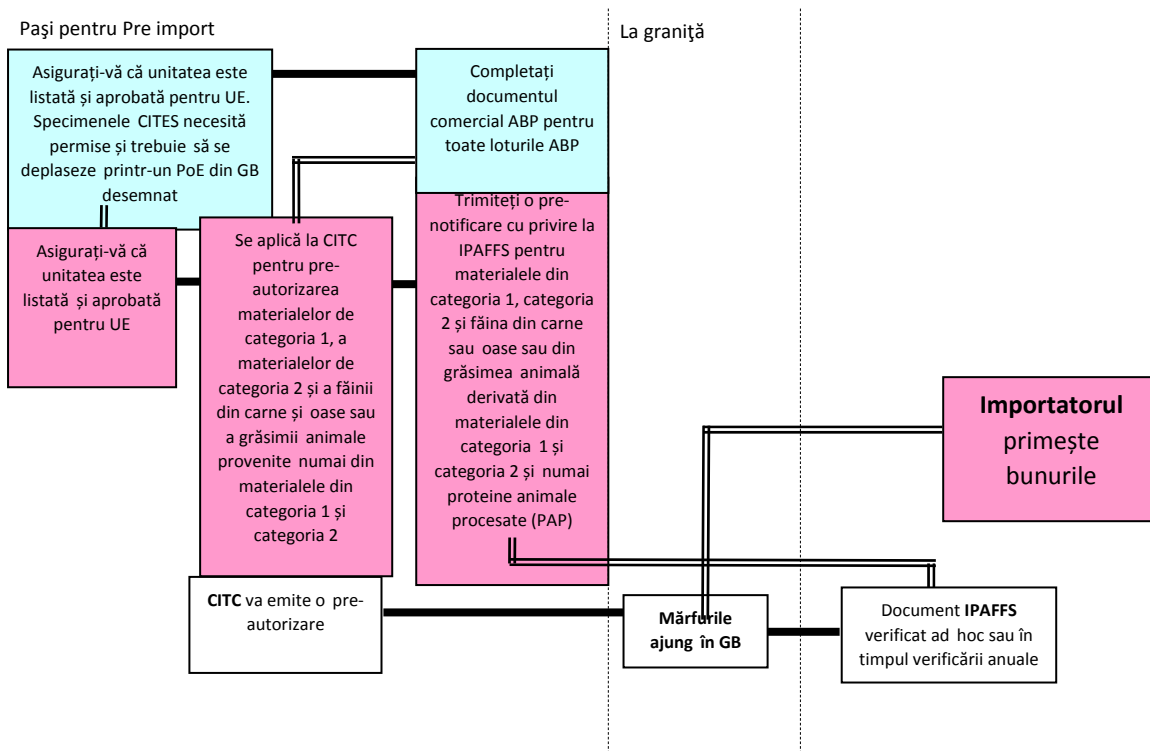 Paşi pentru Pre import
La graniţă
Asigurați-vă că unitatea este
listată și aprobată pentru UE.
Specimenele CITES necesită
permise și trebuie să se
deplaseze printr-un PoE din GB
desemnat
Completați
documentul
comercial ABP pentru
toate loturile ABP
Asigurați-vă că
unitatea este
listată și aprobată
pentru UE
Se aplică la CITC
pentru pre-
autorizarea
materialelor de
categoria 1, a
materialelor de
categoria 2 și a făinii
din carne și oase sau
a grăsimii animale
provenite numai din
materialele din
categoria 1 și
categoria 2
Trimiteți o pre-
notificare cu privire la
IPAFFS pentru
materialele din
categoria 1, categoria
2 și făina din carne
sau oase sau din
grăsimea animală
derivată din
materialele din
categoria 1 și
categoria 2 și numai
proteine animale
procesate (PAP)
Importatorul
primește
bunurile
CITC va emite o pre-
autorizare
Mărfurile
ajung în GB
Document IPAFFS
verificat ad hoc sau în
timpul verificării anuale